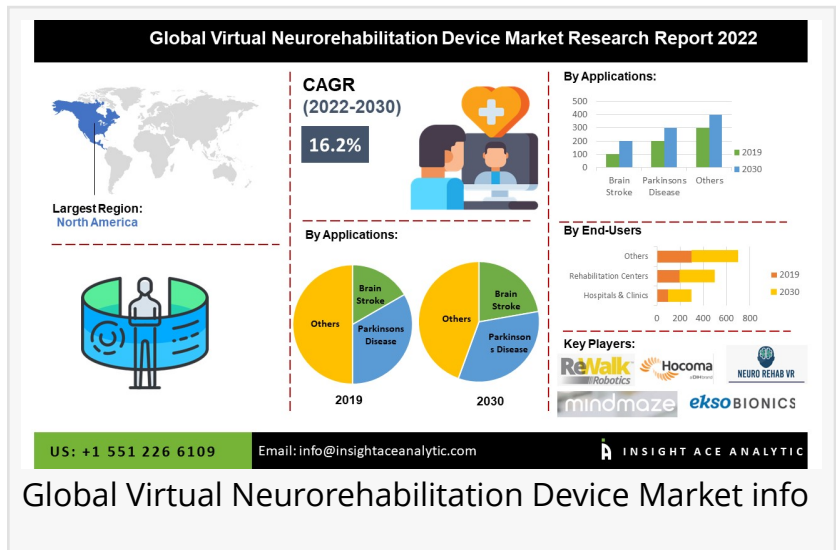 Global Virtual Neurorehabilitation Device Market Research Report 2022
Largest Region:
North America
CAGR
(2022-2030)
16.2%
By Applications:
500
400
300
200
100
0
Brain
Stroke
Parkinsons
Disease
Others
2019
2030
By Applications:
Brain
Stroke
Parkinsons
Disease
Others
2019
Brain
Stroke
Parkinson
s Disease
Others
2030
By End-Users
Others
Rehabilitation Centers
Hospitals & Clinics
0 200 400 600 800
2019
2030
Key Players:
ReWalk
Robotics
Hocoma
NEURO REHAB VR
mindmaze
eksoBIONICS
US: +1 551 226 6109
Email: info@insightaceanalytic.com
INSIGHT ACE ANALYTIC
Global Virtual Neurorehabilitation Device Market info